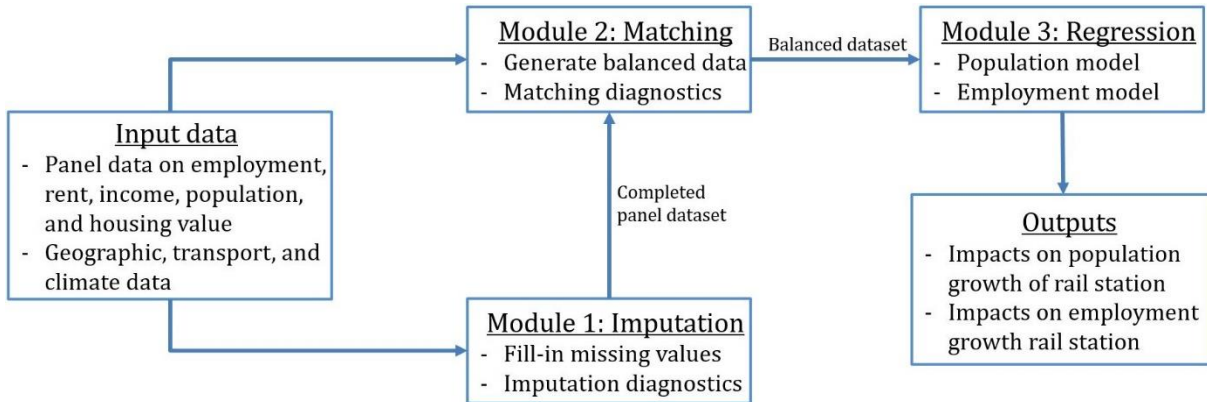 Input data
- Panel data on employment,
rent, income, population,
and housing value
- Geographic, transport, and
climate data
Module 2: Matching
- Generate balanced data
- Matching diagnostics
Completed
panel dataset
Module 1: Imputation
- Fill-in missing values
- Imputation diagnostics
Balanced dataset
Module 3: Regression
- Population model
- Employment model
Outputs
- Impacts on population
growth of rail station
- Impacts on employment
growth rail station